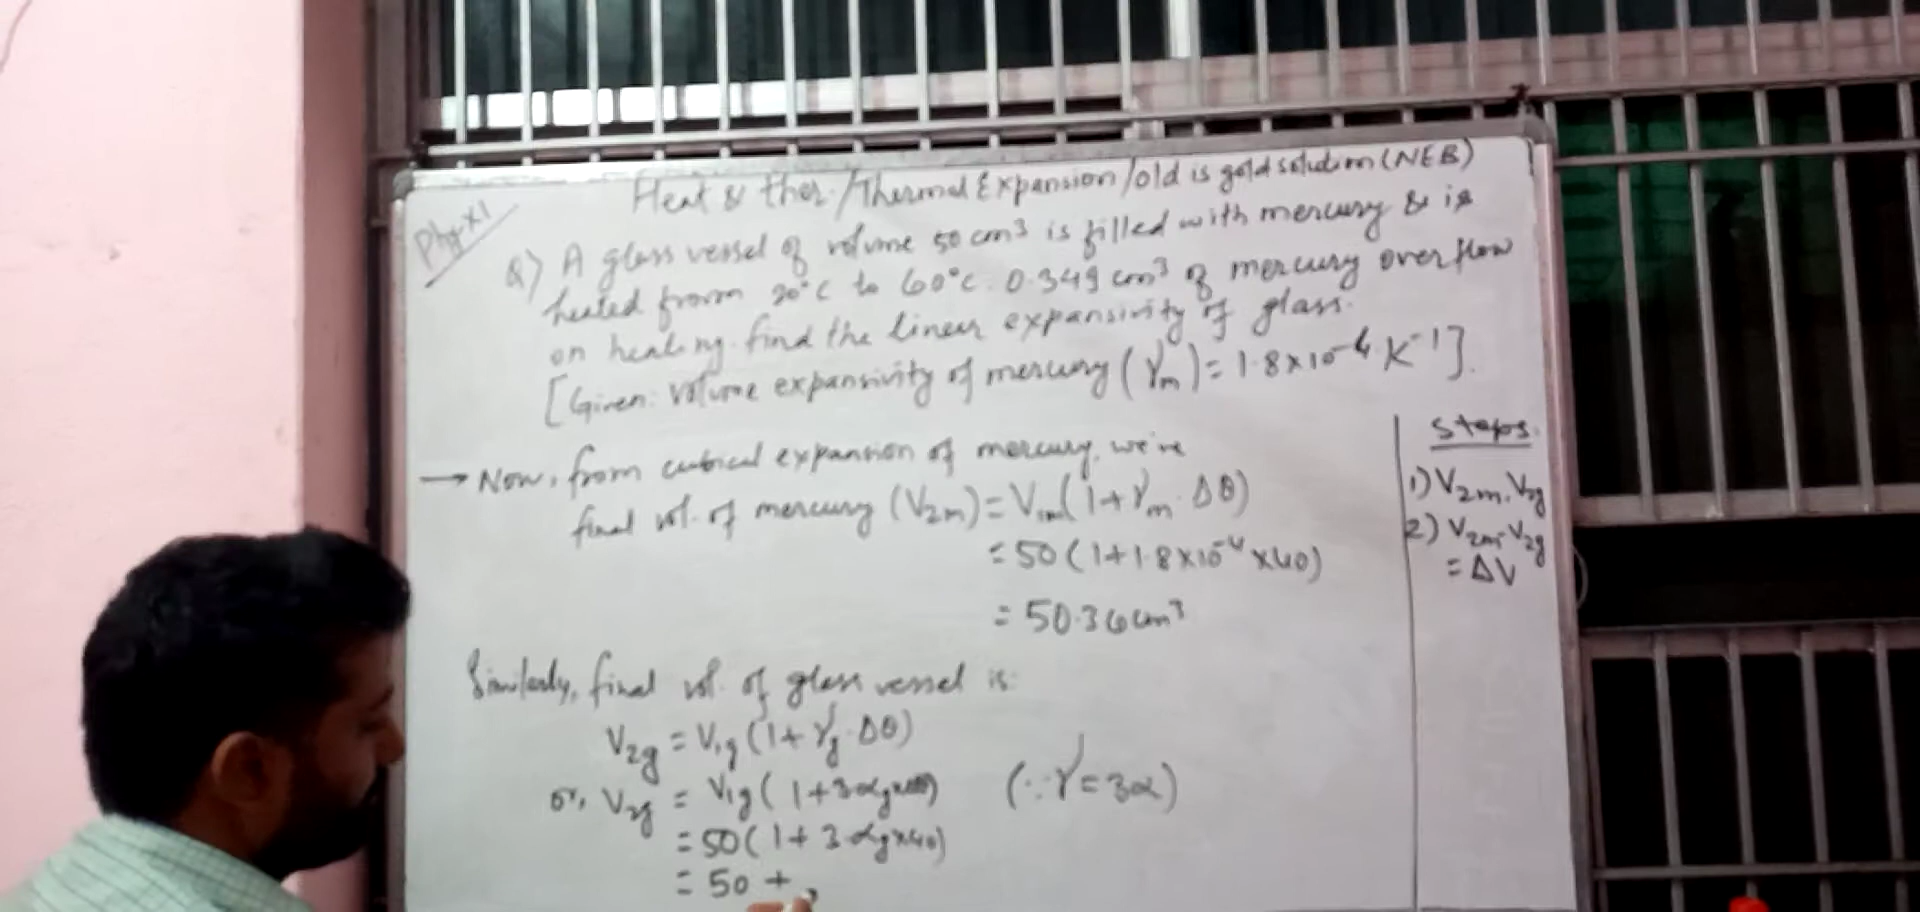 Heat & ther./Thermal Expansion/old is gold solution (NEB)
Phy-XI
Q) A glass vessel of volume 50 cm³ is filled with mercury & is
heated from 20°C to 60°C. 0.349 cm³ of mercury overflow
on heating. find the linear expansivity of glass.
[Given: Volume expansivity of mercury (γm) = 1.8×10⁻⁴ K⁻¹].
→ Now, from cubical expansion of mercury, we've
final vol. of mercury (V2m) = V1m(1+γm.Δθ)
= 50(1+1.8×10⁻⁴×40)
= 50.36cm³
Similarly, final vol. of glass vessel is:
V2g = V1g(1+γg.Δθ)
or, V2g = V1g(1+3αg×40) (∵γ=3α)
= 50(1+3αg×40)
= 50 +
Steps.
1) V2m, V2g
2) V2m-V2g
= ΔV